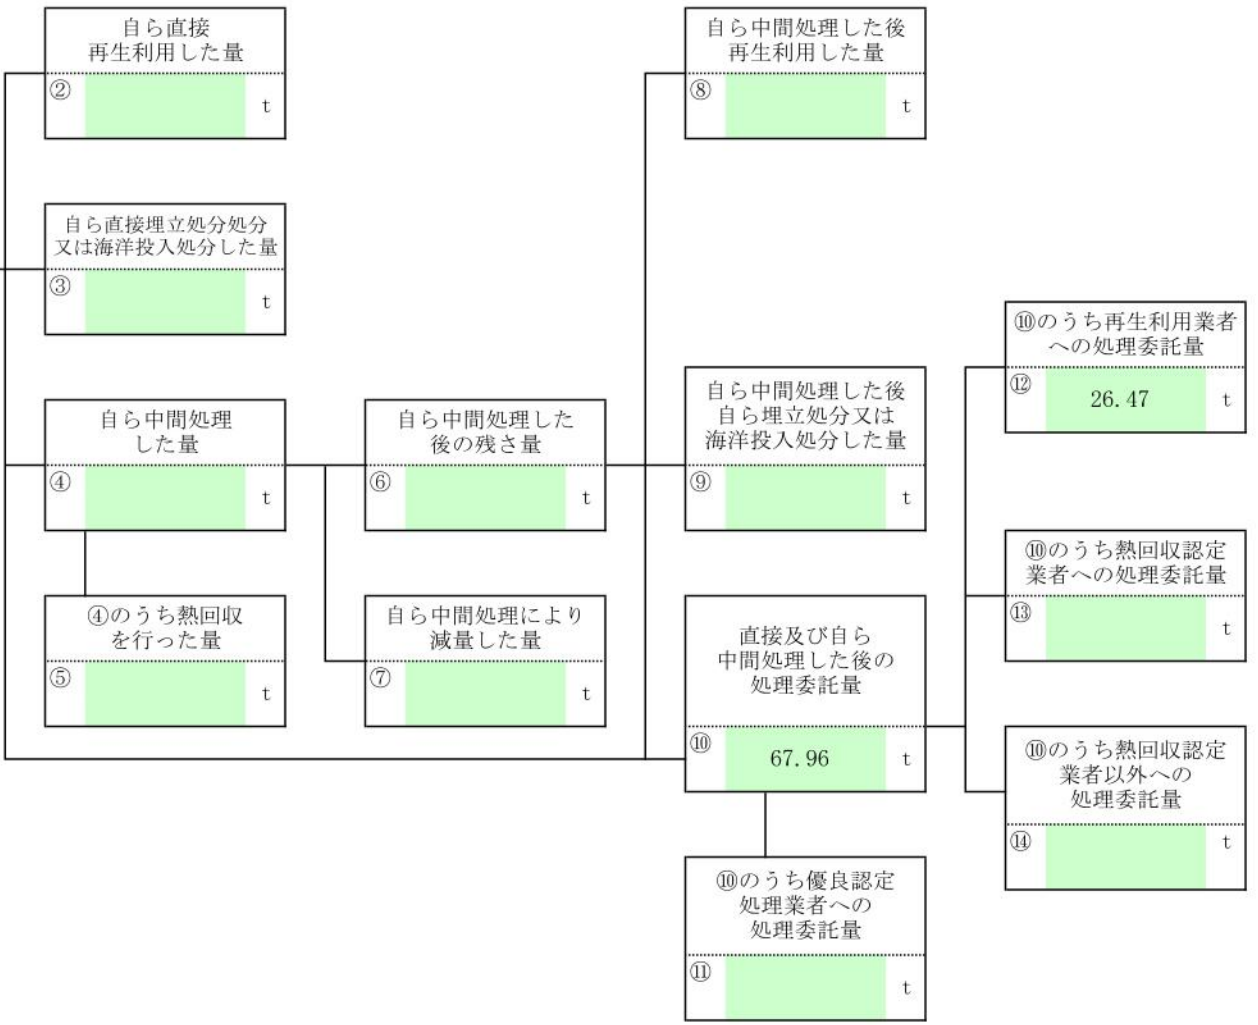 自ら直接
再生利用した量
②
t
自ら中間処理した後
再生利用した量
⑧
t
自ら直接埋立処分処分
又は海洋投入処分した量
③
t
⑩のうち再生利用業者
への処理委託量
⑫
26.47
t
自ら中間処理
した量
④
t
自ら中間処理した
後の残さ量
⑥
t
自ら中間処理した後
自ら埋立処分又は
海洋投入処分した量
⑨
t
⑩のうち熱回収認定
業者への処理委託量
⑬
t
④のうち熱回収
を行った量
⑤
t
自ら中間処理により
減量した量
⑦
t
直接及び自ら
中間処理した後の
処理委託量
⑩
67.96
t
⑩のうち熱回収認定
業者以外への
処理委託量
⑭
t
⑩のうち優良認定
処理業者への
処理委託量
⑪
t